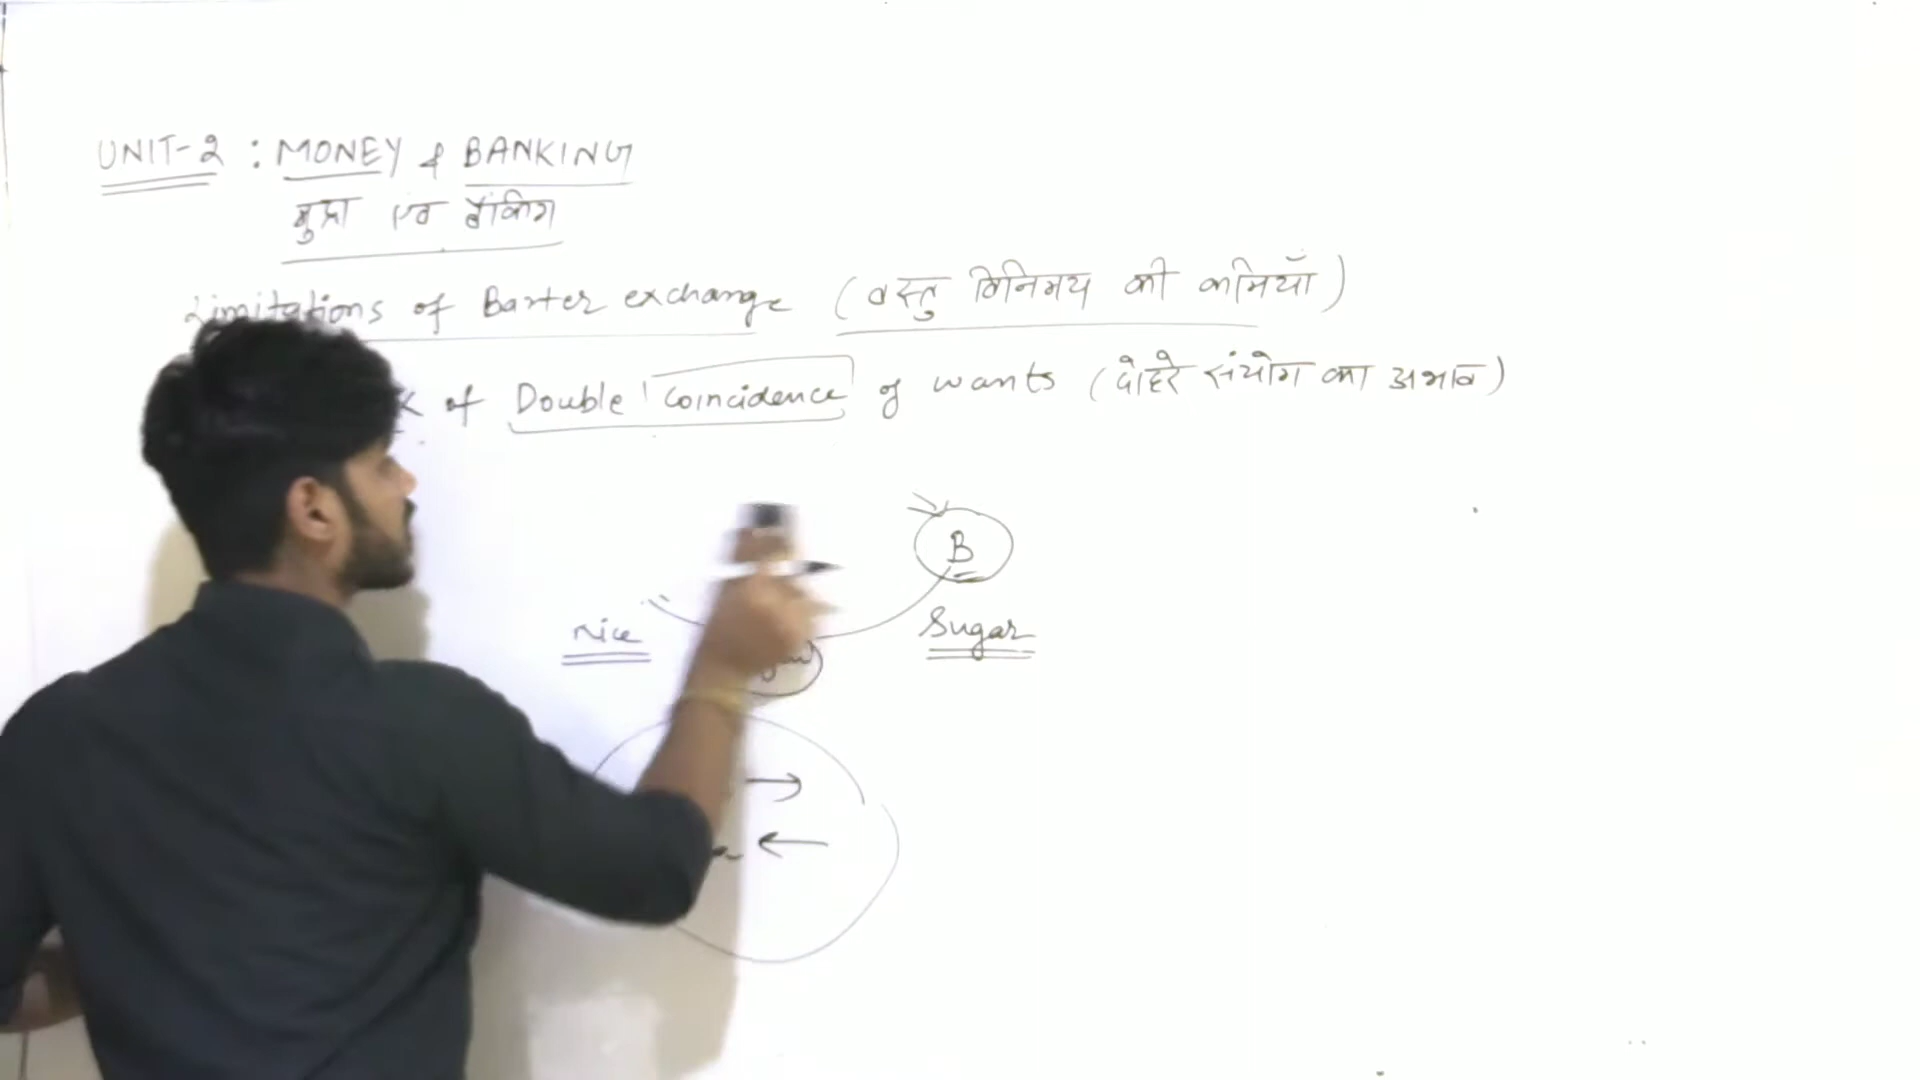 UNIT-2 : MONEY & BANKING
मुद्रा एवं बैंकिंग
Limitations of Barter exchange (वस्तु विनिमय की कमियाँ)
of Double Coincidence of wants (दोहरे संयोग का अभाव)
B
rice
Sugar